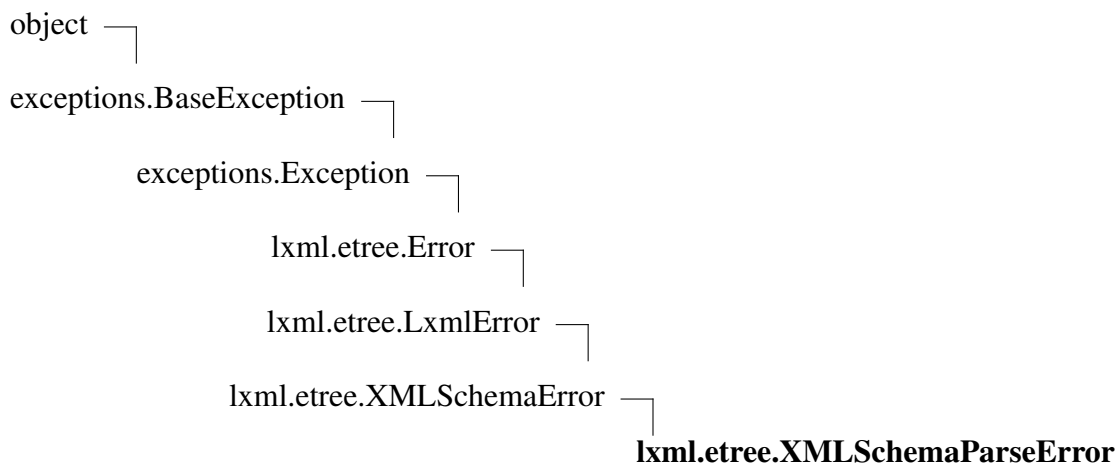 object
exceptions.BaseException
exceptions.Exception
lxml.etree.Error
lxml.etree.LxmlError
lxml.etree.XMLSchemaError
lxml.etree.XMLSchemaParseError